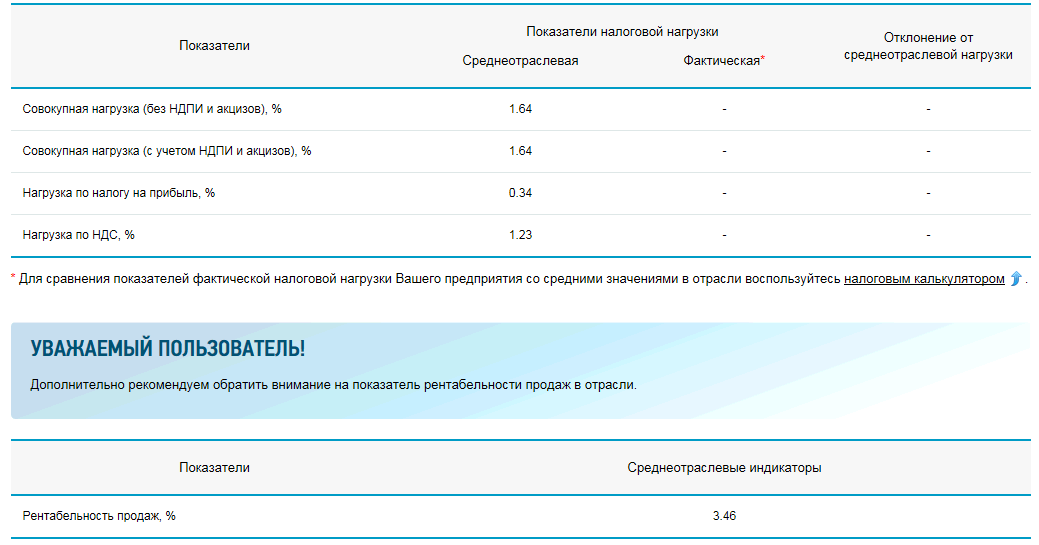 Показатели
Показатели налоговой нагрузки
Отклонение от
среднеотраслевой нагрузки
Среднеотраслевая
Фактическая*
Совокупная нагрузка (без НДПИ и акцизов), % 1.64 - -
Совокупная нагрузка (с учетом НДПИ и акцизов), % 1.64 - -
Нагрузка по налогу на прибыль, % 0.34 - -
Нагрузка по НДС, % 1.23 - -
* Для сравнения показателей фактической налоговой нагрузки Вашего предприятия со средними значениями в отрасли воспользуйтесь налоговым калькулятором .
УВАЖАЕМЫЙ ПОЛЬЗОВАТЕЛЬ!
Дополнительно рекомендуем обратить внимание на показатель рентабельности продаж в отрасли.
Показатели Среднеотраслевые индикаторы
Рентабельность продаж, % 3.46